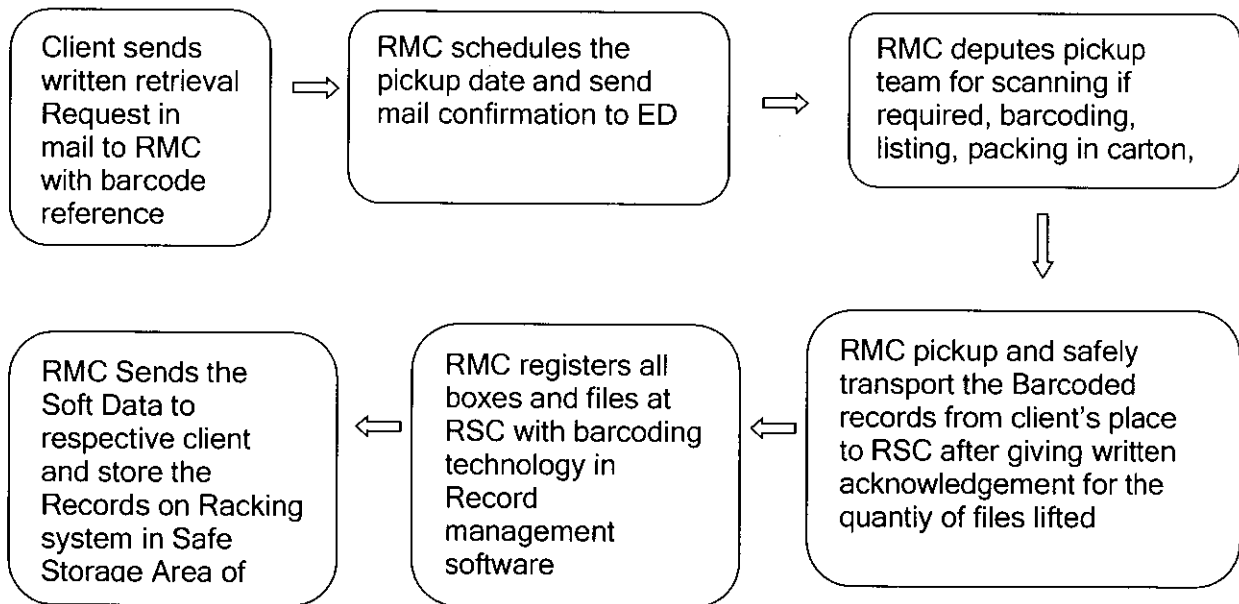 Client sends
written retrieval
Request in
mail to RMC
with barcode
reference
RMC schedules the
pickup date and send
mail confirmation to ED
RMC deputes pickup
team for scanning if
required, barcoding,
listing, packing in carton,
RMC pickup and safely
transport the Barcoded
records from client's place
to RSC after giving written
acknowledgement for the
quantiy of files lifted
RMC registers all
boxes and files at
RSC with barcoding
technology in
Record
management
software
RMC Sends the
Soft Data to
respective client
and store the
Records on Racking
system in Safe
Storage Area of